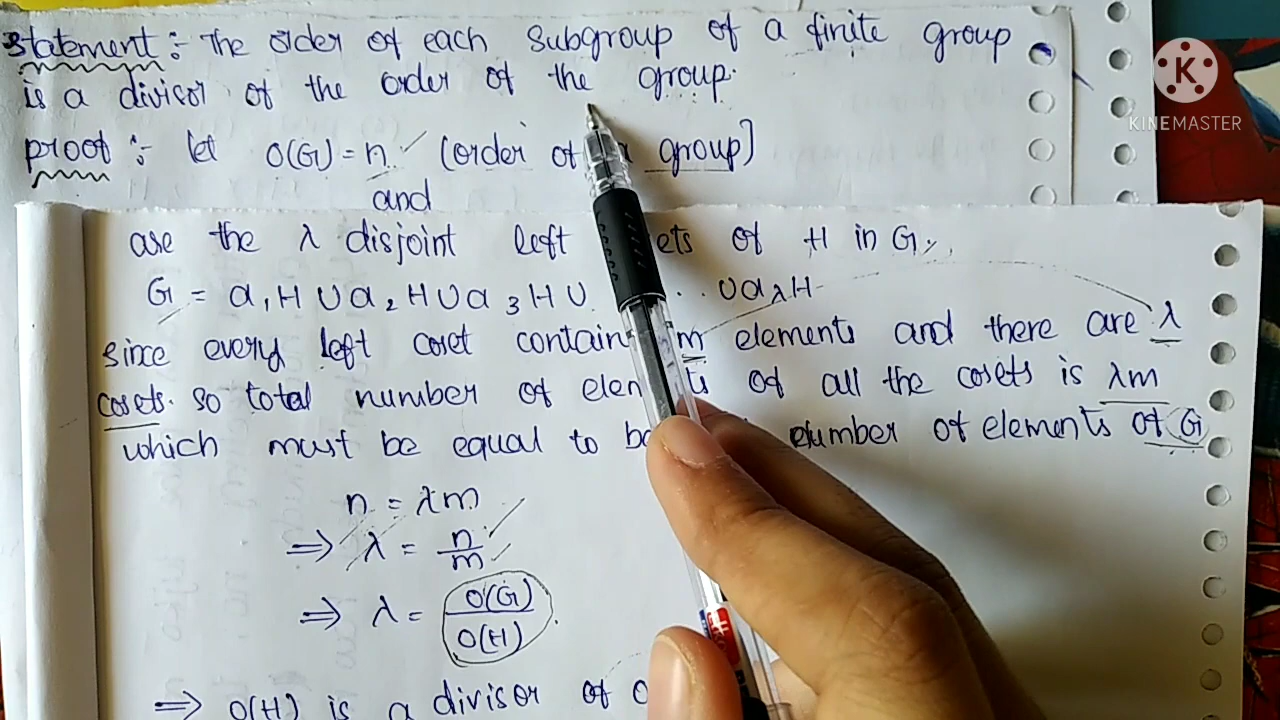 Statement :- The order of each subgroup of a finite group
is a divisor of the order of the group.
proof :- let O(G) = n (order of group)
and
are the λ disjoint left of H in G,
G = a₁H ∪ a₂H ∪ a₃H ∪ . . . ∪ a_λH
since every left coset contain m elements and there are λ
cosets. so total number of elements of all the cosets is λm
which must be equal to number of elements of G
n = λm
⇒ λ = n/m
⇒ λ = O(G)/O(H)
⇒ O(H) is a divisor of O
K
KINEMASTER